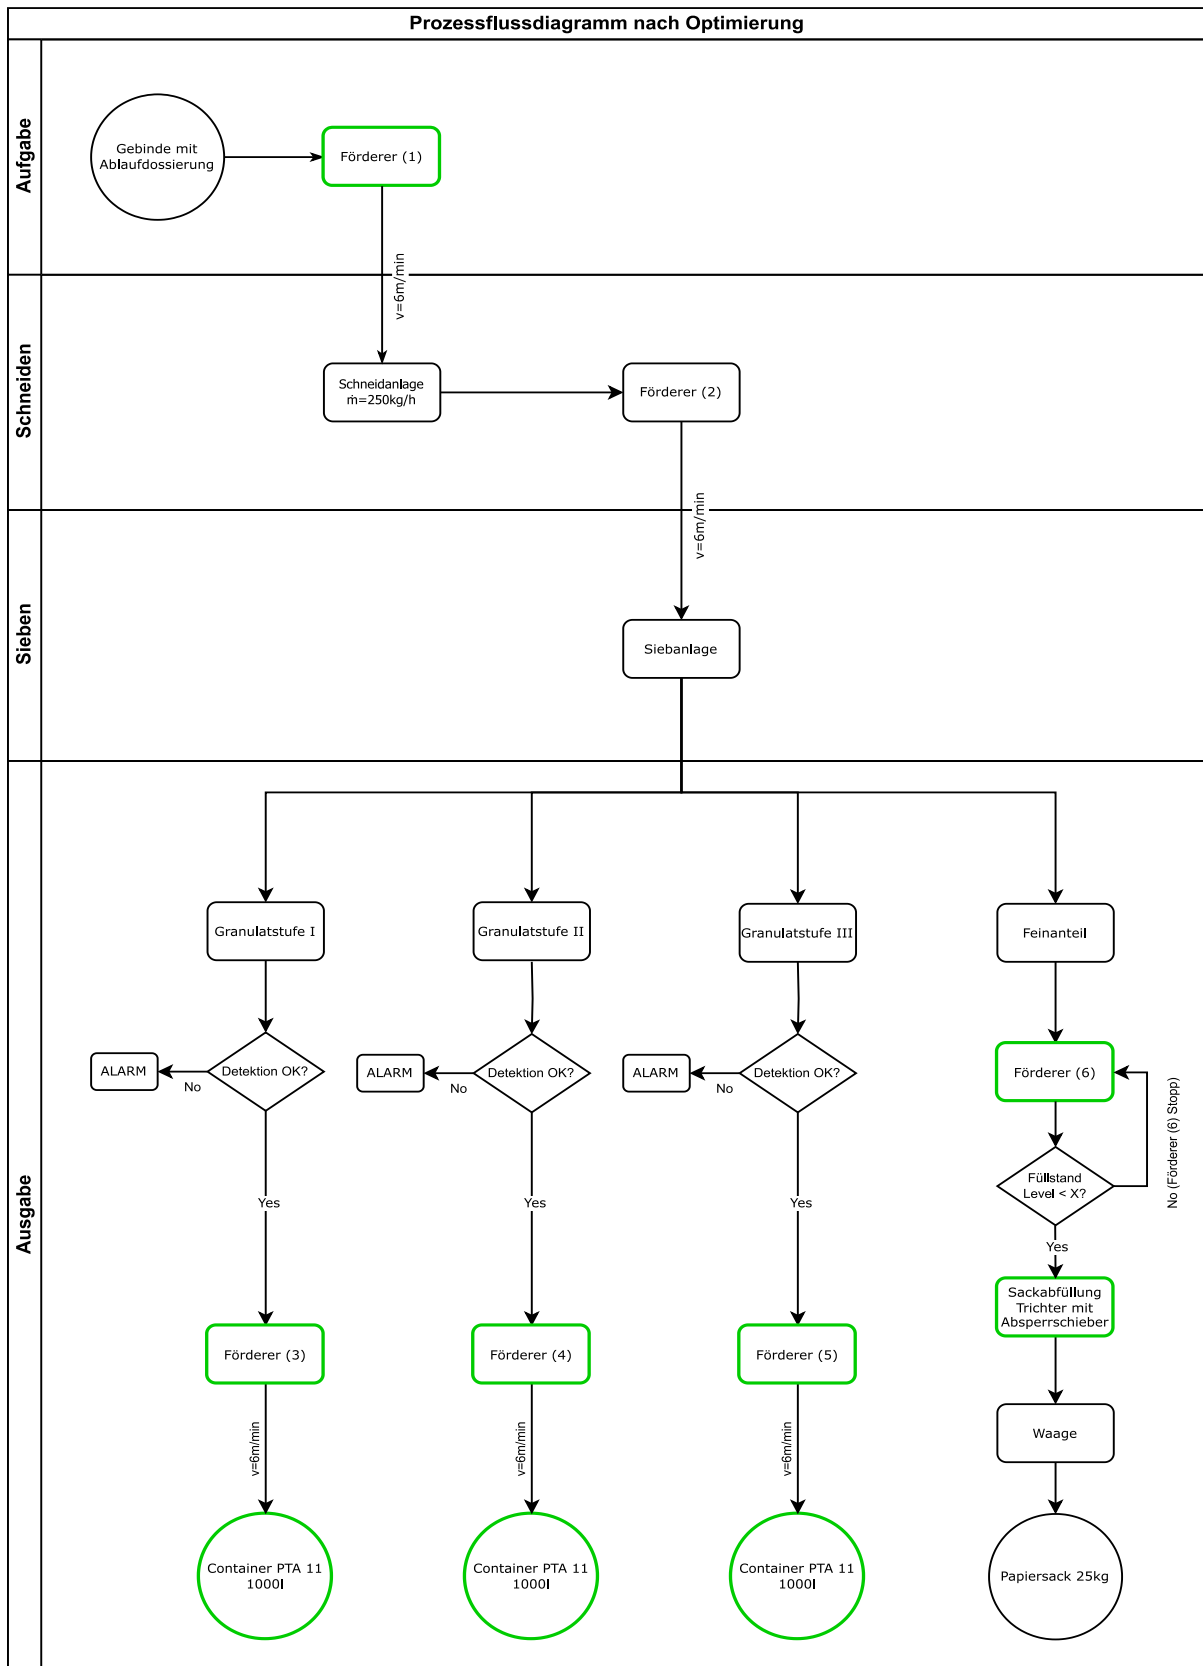 Prozessflussdiagramm nach Optimierung
Aufgabe
Gebinde mit
Ablaufdossierung
Förderer (1)
v=6m/min
Schneiden
Schneidanlage
ṁ=250kg/h
Förderer (2)
v=6m/min
Sieben
Siebanlage
Ausgabe
Granulatstufe I
Granulatstufe II
Granulatstufe III
Feinanteil
ALARM
No
Detektion OK?
ALARM
No
Detektion OK?
ALARM
No
Detektion OK?
Förderer (6)
No (Förderer (6) Stopp)
Füllstand
Level < X?
Yes
Yes
Yes
Yes
Sackabfüllung
Trichter mit
Absperrschieber
Förderer (3)
Förderer (4)
Förderer (5)
v=6m/min
v=6m/min
v=6m/min
Waage
Container PTA 11
1000l
Container PTA 11
1000l
Container PTA 11
1000l
Papiersack 25kg